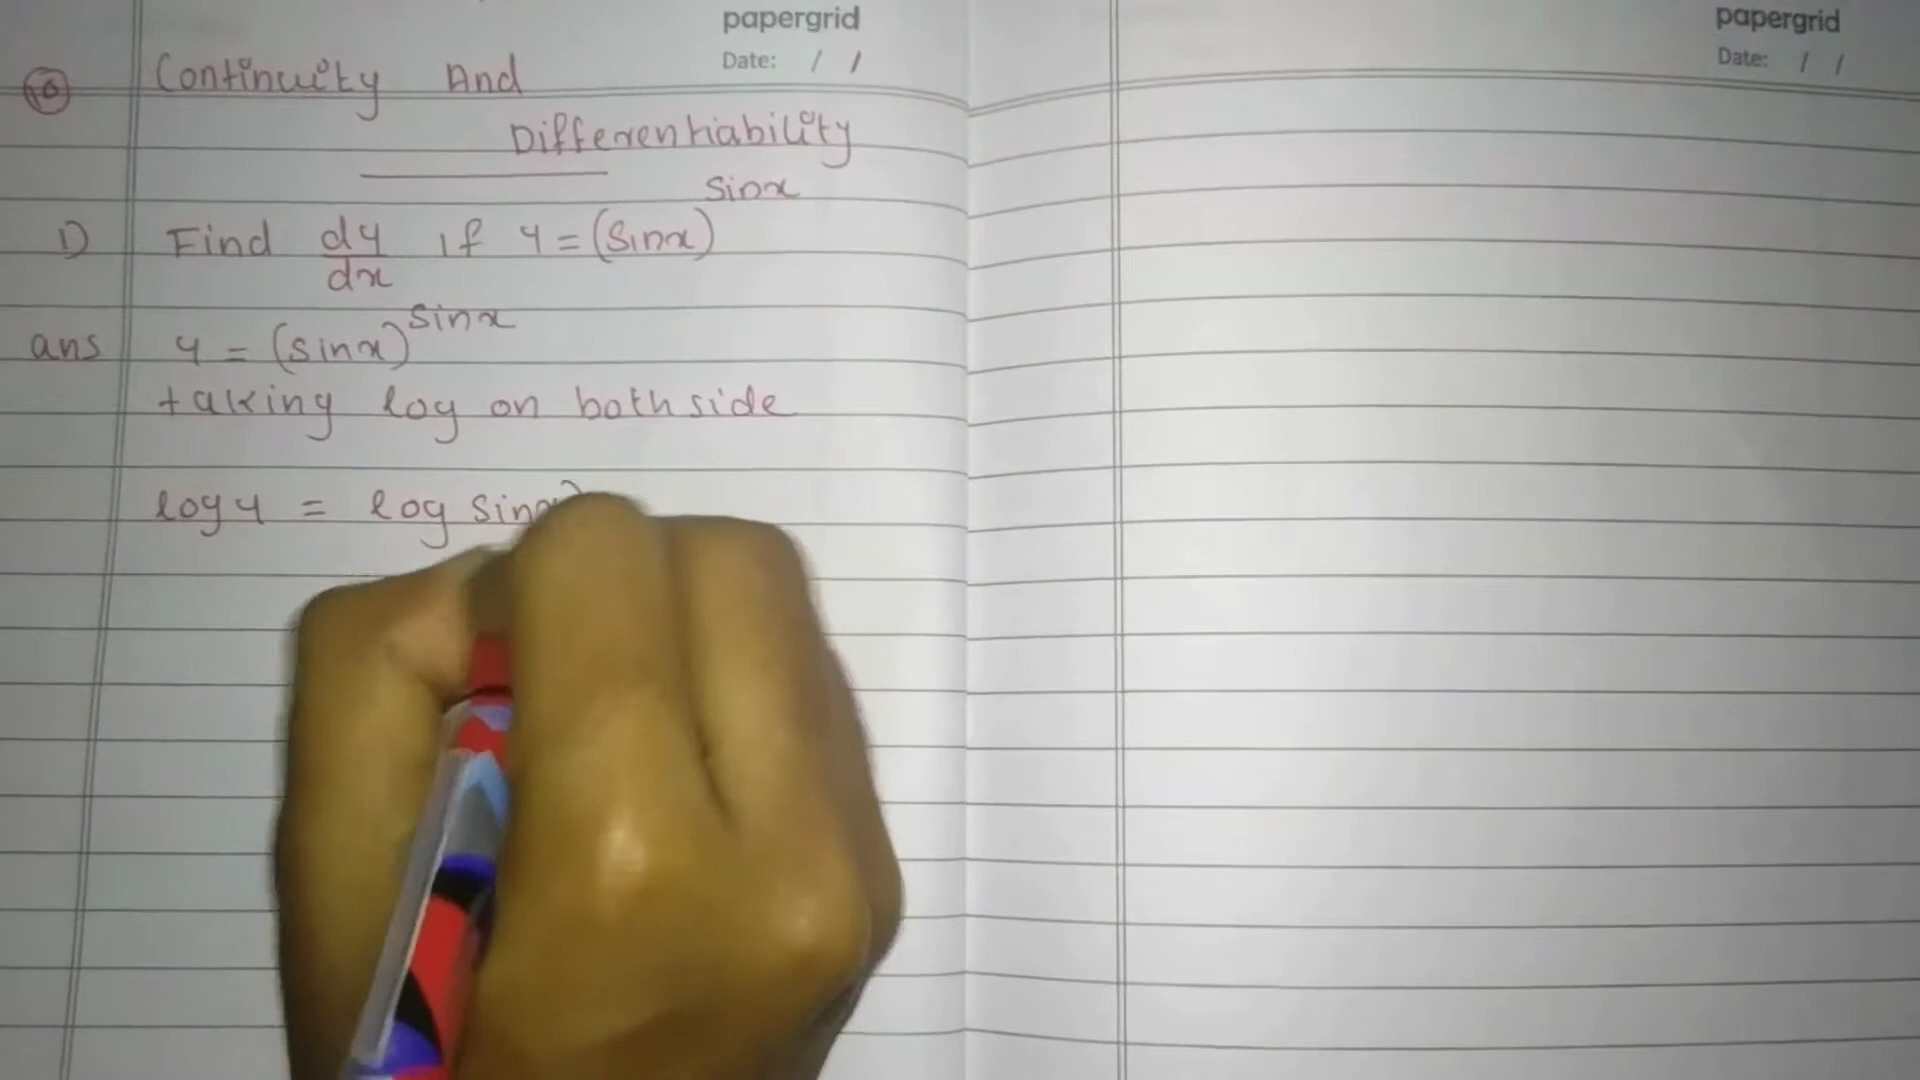 papergrid
Date: / /
papergrid
Date: / /
10 Continuity And
Differentiability
1) Find dy/dx if y = (sinx)^sinx
ans y = (sinx)^sinx
taking log on both side
log y = log sinx